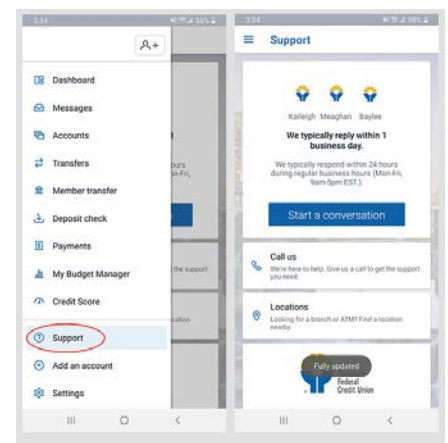 3:34
Dashboard
Messages
Accounts
Transfers
Member transfer
Deposit check
Payments
My Budget Manager
Credit Score
Support
Add an account
Settings
3:34
Support
Kaileigh Meaghan Baylee
We typically reply within 1
business day.
We typically respond within 24 hours
during regular business hours (Mon-Fri,
9am-5pm EST.)
Start a conversation
Call us
We're here to help. Give us a call to get the support
you need.
Locations
Looking for a branch or ATM? Find a location
nearby.
Fully updated
Federal
Credit Union